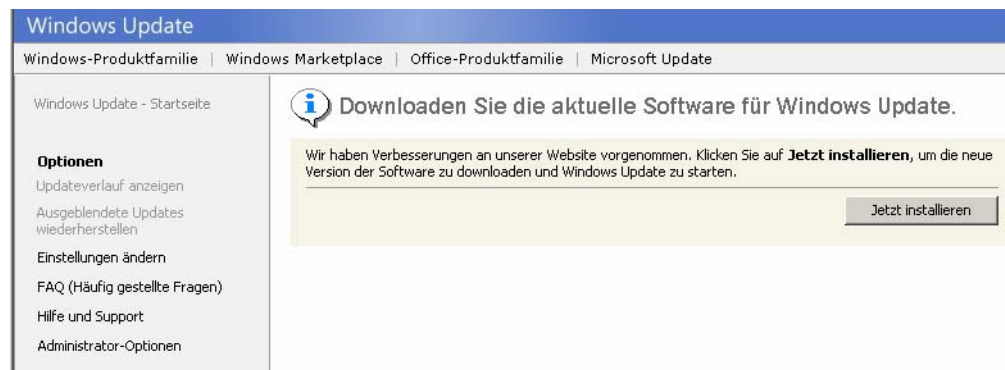 Windows Update
Windows-Produktfamilie | Windows Marketplace | Office-Produktfamilie | Microsoft Update
Windows Update - Startseite
Optionen
Updateverlauf anzeigen
Ausgeblendete Updates
wiederherstellen
Einstellungen ändern
FAQ (Häufig gestellte Fragen)
Hilfe und Support
Administrator-Optionen
Downloaden Sie die aktuelle Software für Windows Update.
Wir haben Verbesserungen an unserer Website vorgenommen. Klicken Sie auf Jetzt installieren, um die neue
Version der Software zu downloaden und Windows Update zu starten.
Jetzt installieren